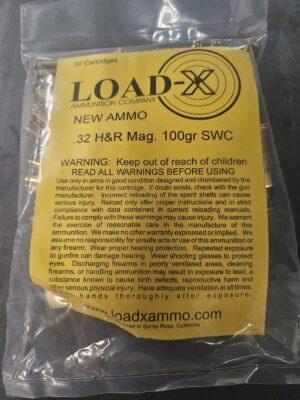 50 Cartridges
LOAD-X
AMMUNITION COMPANY
NEW AMMO
.32 H&R Mag. 100gr SWC
WARNING: Keep out of reach of children
READ ALL WARNINGS BEFORE USING
Use only in arms in good condition designed and chambered by the
manufacturer for this cartridge. If doubt exists, check with the gun
manufacturer. Incorrect reloading of the spent shells can cause
serious injury. Reload only after proper instructions and in strict
compliance with data contained in current reloading manuals.
Failure to comply with these warnings may cause injury. We warrant
the exercise of reasonable care in the manufacture of this
ammunition. We make no other warranty expressed or implied. We
assume no responsibility for unsafe acts or use of this ammunition or
any firearm. Wear proper hearing protection. Repeated exposure
to gunfire can damage hearing. Wear shooting glasses to protect
eyes. Discharging firearms in poorly ventilated areas, cleaning
firearms, or handling ammunition may result in exposure to lead, a
substance known to cause birth defects, reproductive harm and
other serious physical injury. Have adequate ventilation at all times.
hands thoroughly after exposure.
www.loadxammo.com
in Santa Rosa, California